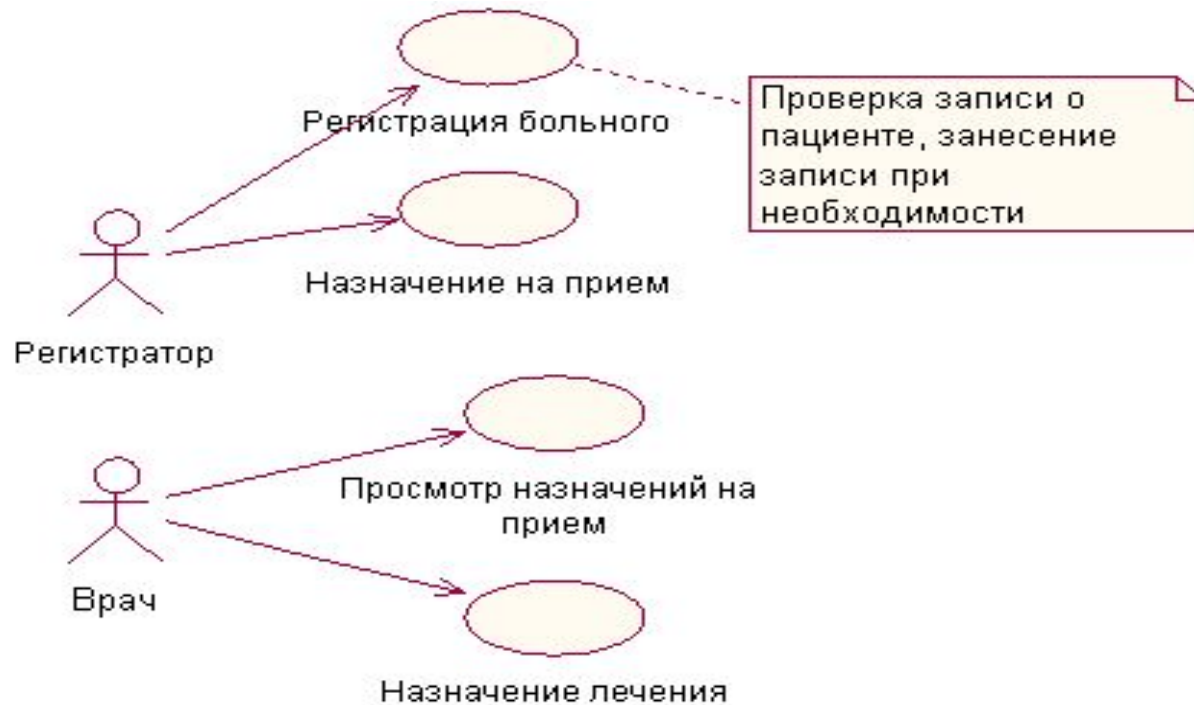 Регистрация больного
Проверка записи о
пациенте, занесение
записи при
необходимости
Назначение на прием
Регистратор
Просмотр назначений на
прием
Врач
Назначение лечения